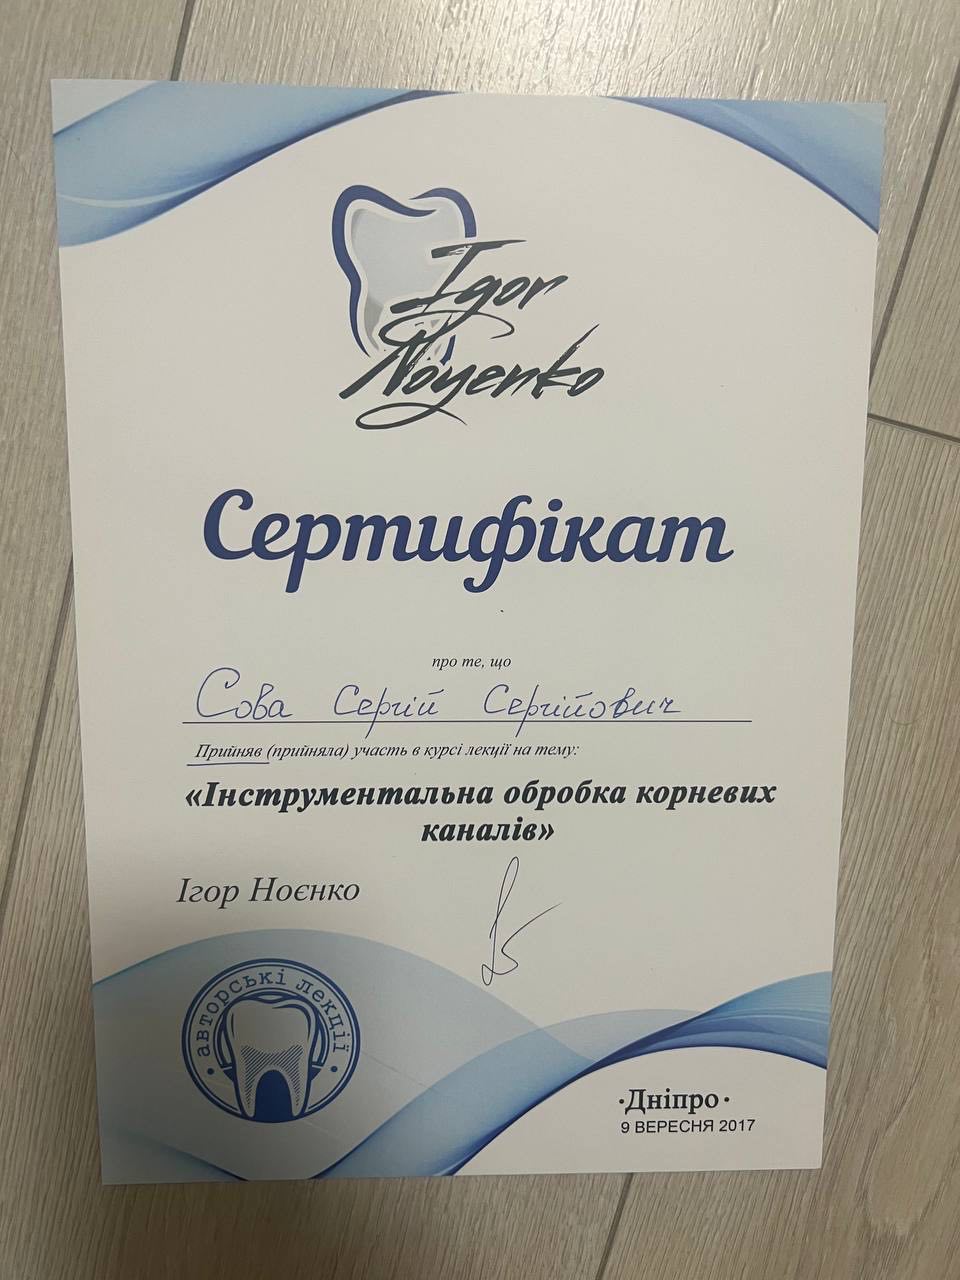 Igor
Noyenko
Сертифікат
про те, що
Сова Сергій Сергійович
Прийняв (прийняла) участь в курсі лекції на тему:
«Інструментальна обробка корневих
каналів»
Ігор Ноєнко
авторські лекції
·Дніпро·
9 ВЕРЕСНЯ 2017